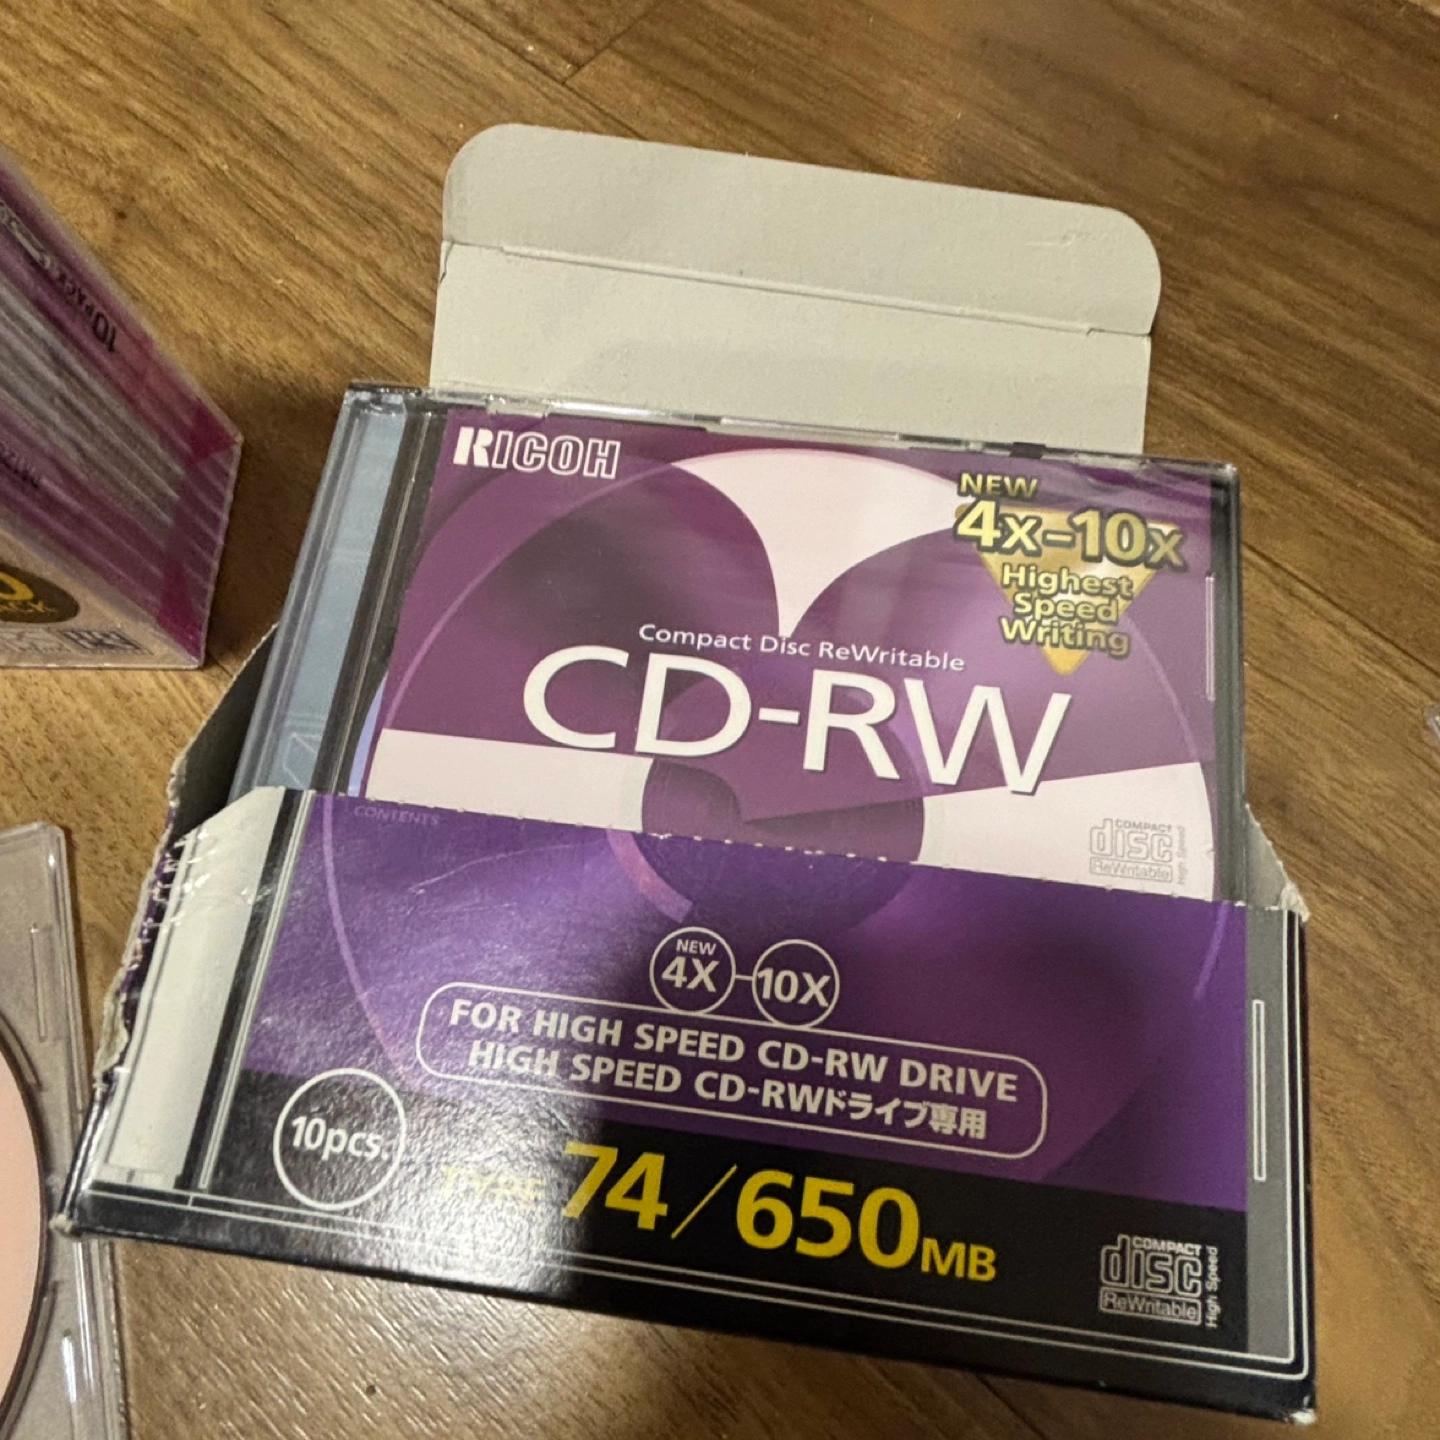 RICOH
NEW
4x-10x
Highest
Speed
Writing
Compact Disc ReWritable
CD-RW
COMPACT
disc
ReWritable
High Speed
CONTENTS
NEW
4X-10X
FOR HIGH SPEED CD-RW DRIVE
HIGH SPEED CD-RWドライブ専用
10pcs.
TYPE 74/650MB
COMPACT
disc
ReWritable
High Speed
10 PACK